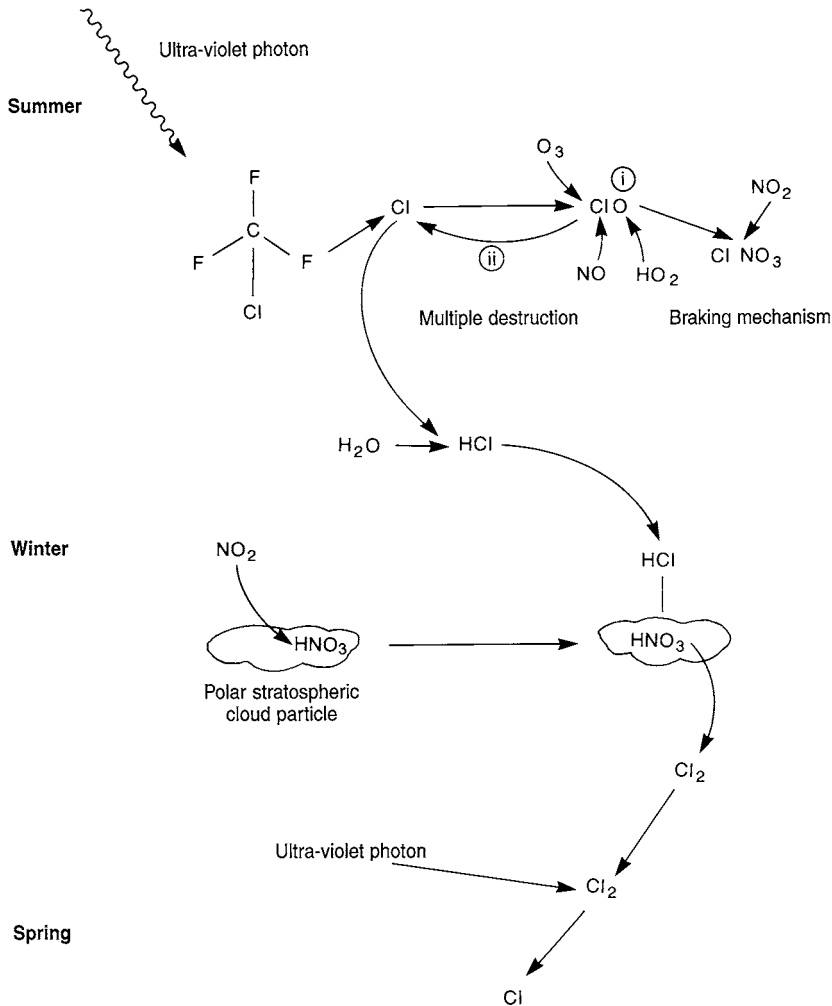 Ultra-violet photon
Summer
F
C
F
F
Cl
Cl
O₃
ClO
i
ii
NO
HO₂
NO₂
Cl NO₃
Multiple destruction
Braking mechanism
H₂O
HCl
Winter
NO₂
HCl
HNO₃
HNO₃
Polar stratospheric
cloud particle
Cl₂
Ultra-violet photon
Cl₂
Spring
Cl